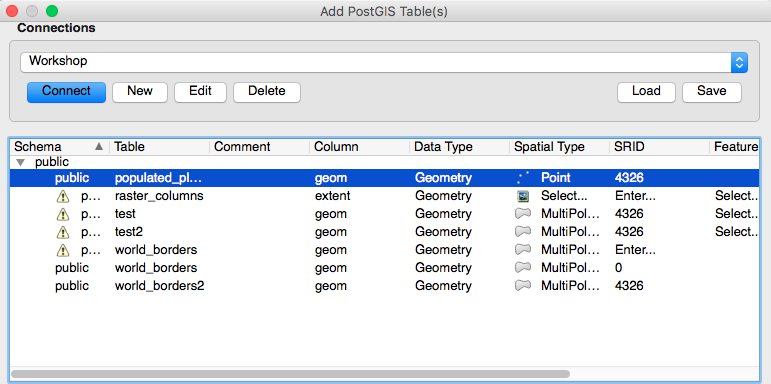 Add PostGIS Table(s)
Connections
Workshop
Connect New Edit Delete Load Save
Schema Table Comment Column Data Type Spatial Type SRID Feature
public
public populated_pl... geom Geometry Point 4326
p... raster_columns extent Geometry Select... Enter... Select...
p... test geom Geometry MultiPol... 4326 Select...
p... test2 geom Geometry MultiPol... 4326 Select...
p... world_borders geom Geometry MultiPol... Enter...
public world_borders geom Geometry MultiPol... 0
public world_borders2 geom Geometry MultiPol... 4326